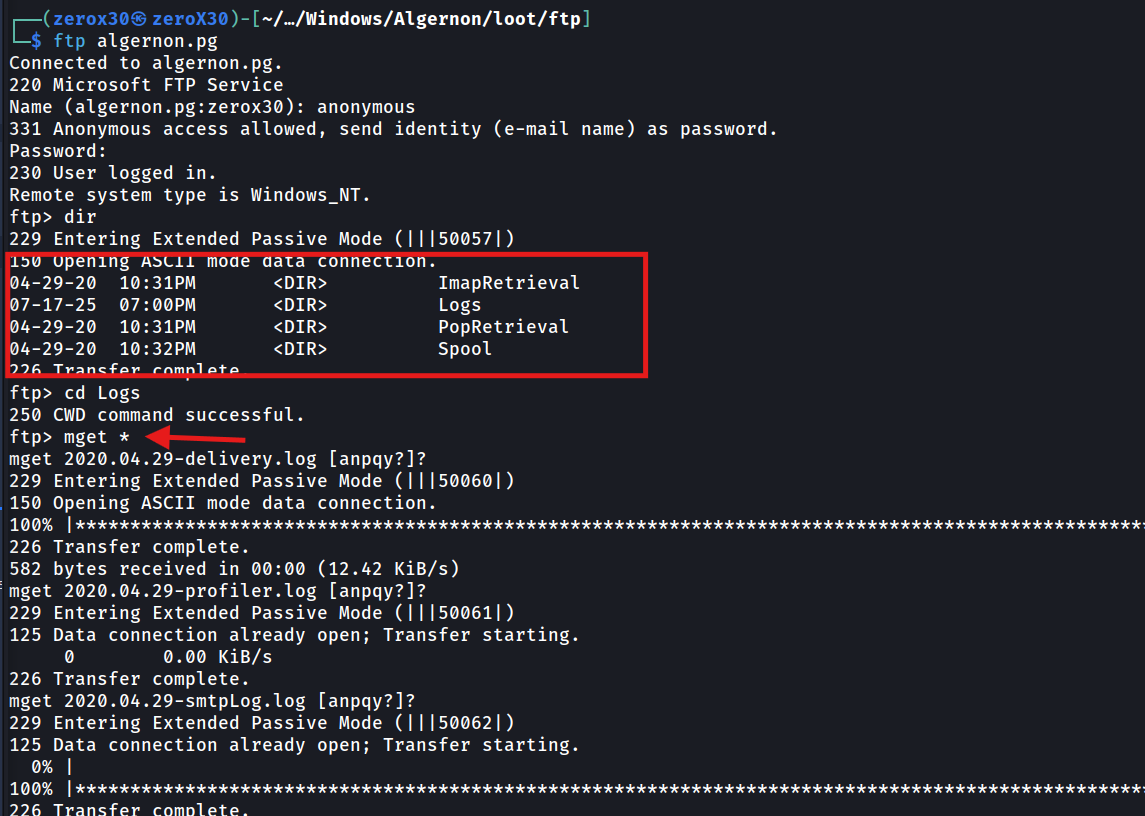 ┌──(zerox30㉿zeroX30)-[~/…/Windows/Algernon/loot/ftp]
└─$ ftp algernon.pg
Connected to algernon.pg.
220 Microsoft FTP Service
Name (algernon.pg:zerox30): anonymous
331 Anonymous access allowed, send identity (e-mail name) as password.
Password:
230 User logged in.
Remote system type is Windows_NT.
ftp> dir
229 Entering Extended Passive Mode (|||50057|)
150 Opening ASCII mode data connection.
04-29-20  10:31PM       <DIR>          ImapRetrieval
07-17-25  07:00PM       <DIR>          Logs
04-29-20  10:31PM       <DIR>          PopRetrieval
04-29-20  10:32PM       <DIR>          Spool
226 Transfer complete.
ftp> cd Logs
250 CWD command successful.
ftp> mget *
mget 2020.04.29-delivery.log [anpqy?]?
229 Entering Extended Passive Mode (|||50060|)
150 Opening ASCII mode data connection.
100% |*************************************************************************************************
226 Transfer complete.
582 bytes received in 00:00 (12.42 KiB/s)
mget 2020.04.29-profiler.log [anpqy?]?
229 Entering Extended Passive Mode (|||50061|)
125 Data connection already open; Transfer starting.
     0        0.00 KiB/s
226 Transfer complete.
mget 2020.04.29-smtpLog.log [anpqy?]?
229 Entering Extended Passive Mode (|||50062|)
125 Data connection already open; Transfer starting.
  0% |
100% |*************************************************************************************************
226 Transfer complete.